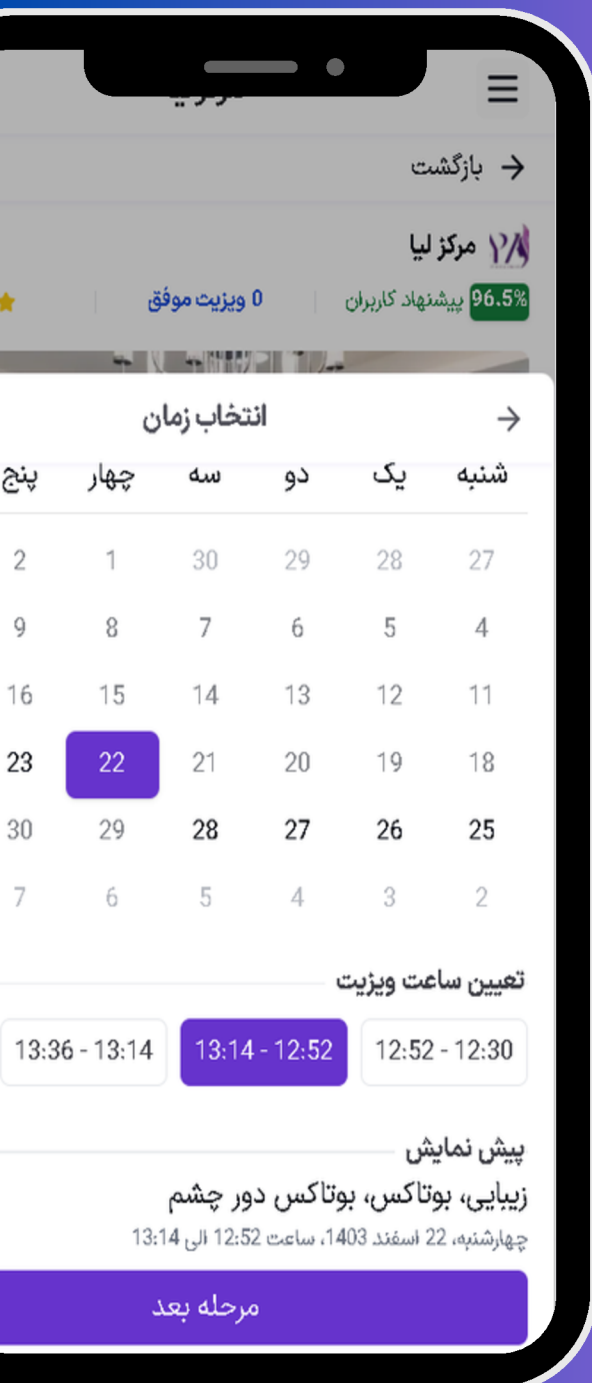 بازگشت
مرکز لیا
96.5% پیشنهاد کاربران
0 ویزیت موفق
انتخاب زمان
شنبه یک دو سه چهار پنج
27 28 29 30 1 2
4 5 6 7 8 9
11 12 13 14 15 16
18 19 20 21 22 23
25 26 27 28 29 30
2 3 4 5 6 7
تعیین ساعت ویزیت
12:30 - 12:52
12:52 - 13:14
13:14 - 13:36
پیش نمایش
زیبایی، بوتاکس، بوتاکس دور چشم
چهارشنبه، 22 اسفند 1403، ساعت 12:52 الی 13:14
مرحله بعد